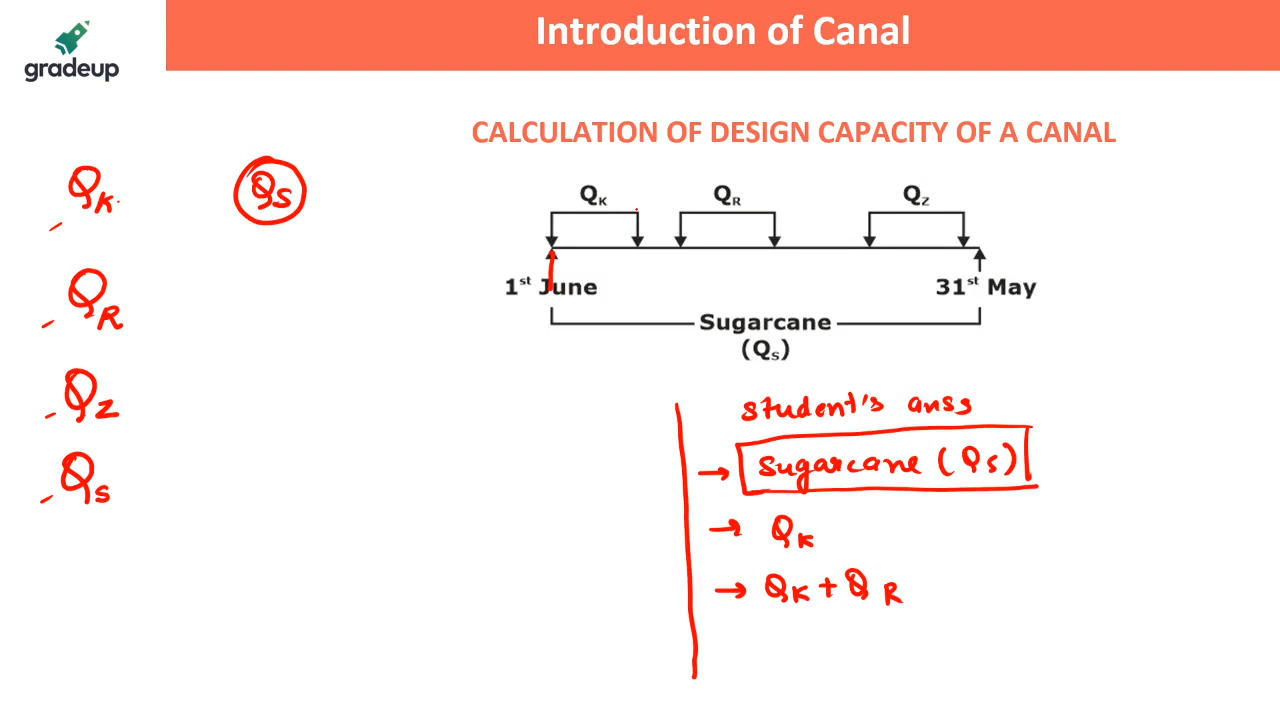 Introduction of Canal
gradeup
CALCULATION OF DESIGN CAPACITY OF A CANAL
QK
QS
QR
QZ
Qs
QK QR QZ
1st June 31st May
Sugarcane
(Qs)
student's anss
→ Sugarcane (Qs)
→ QK
→ QK + QR